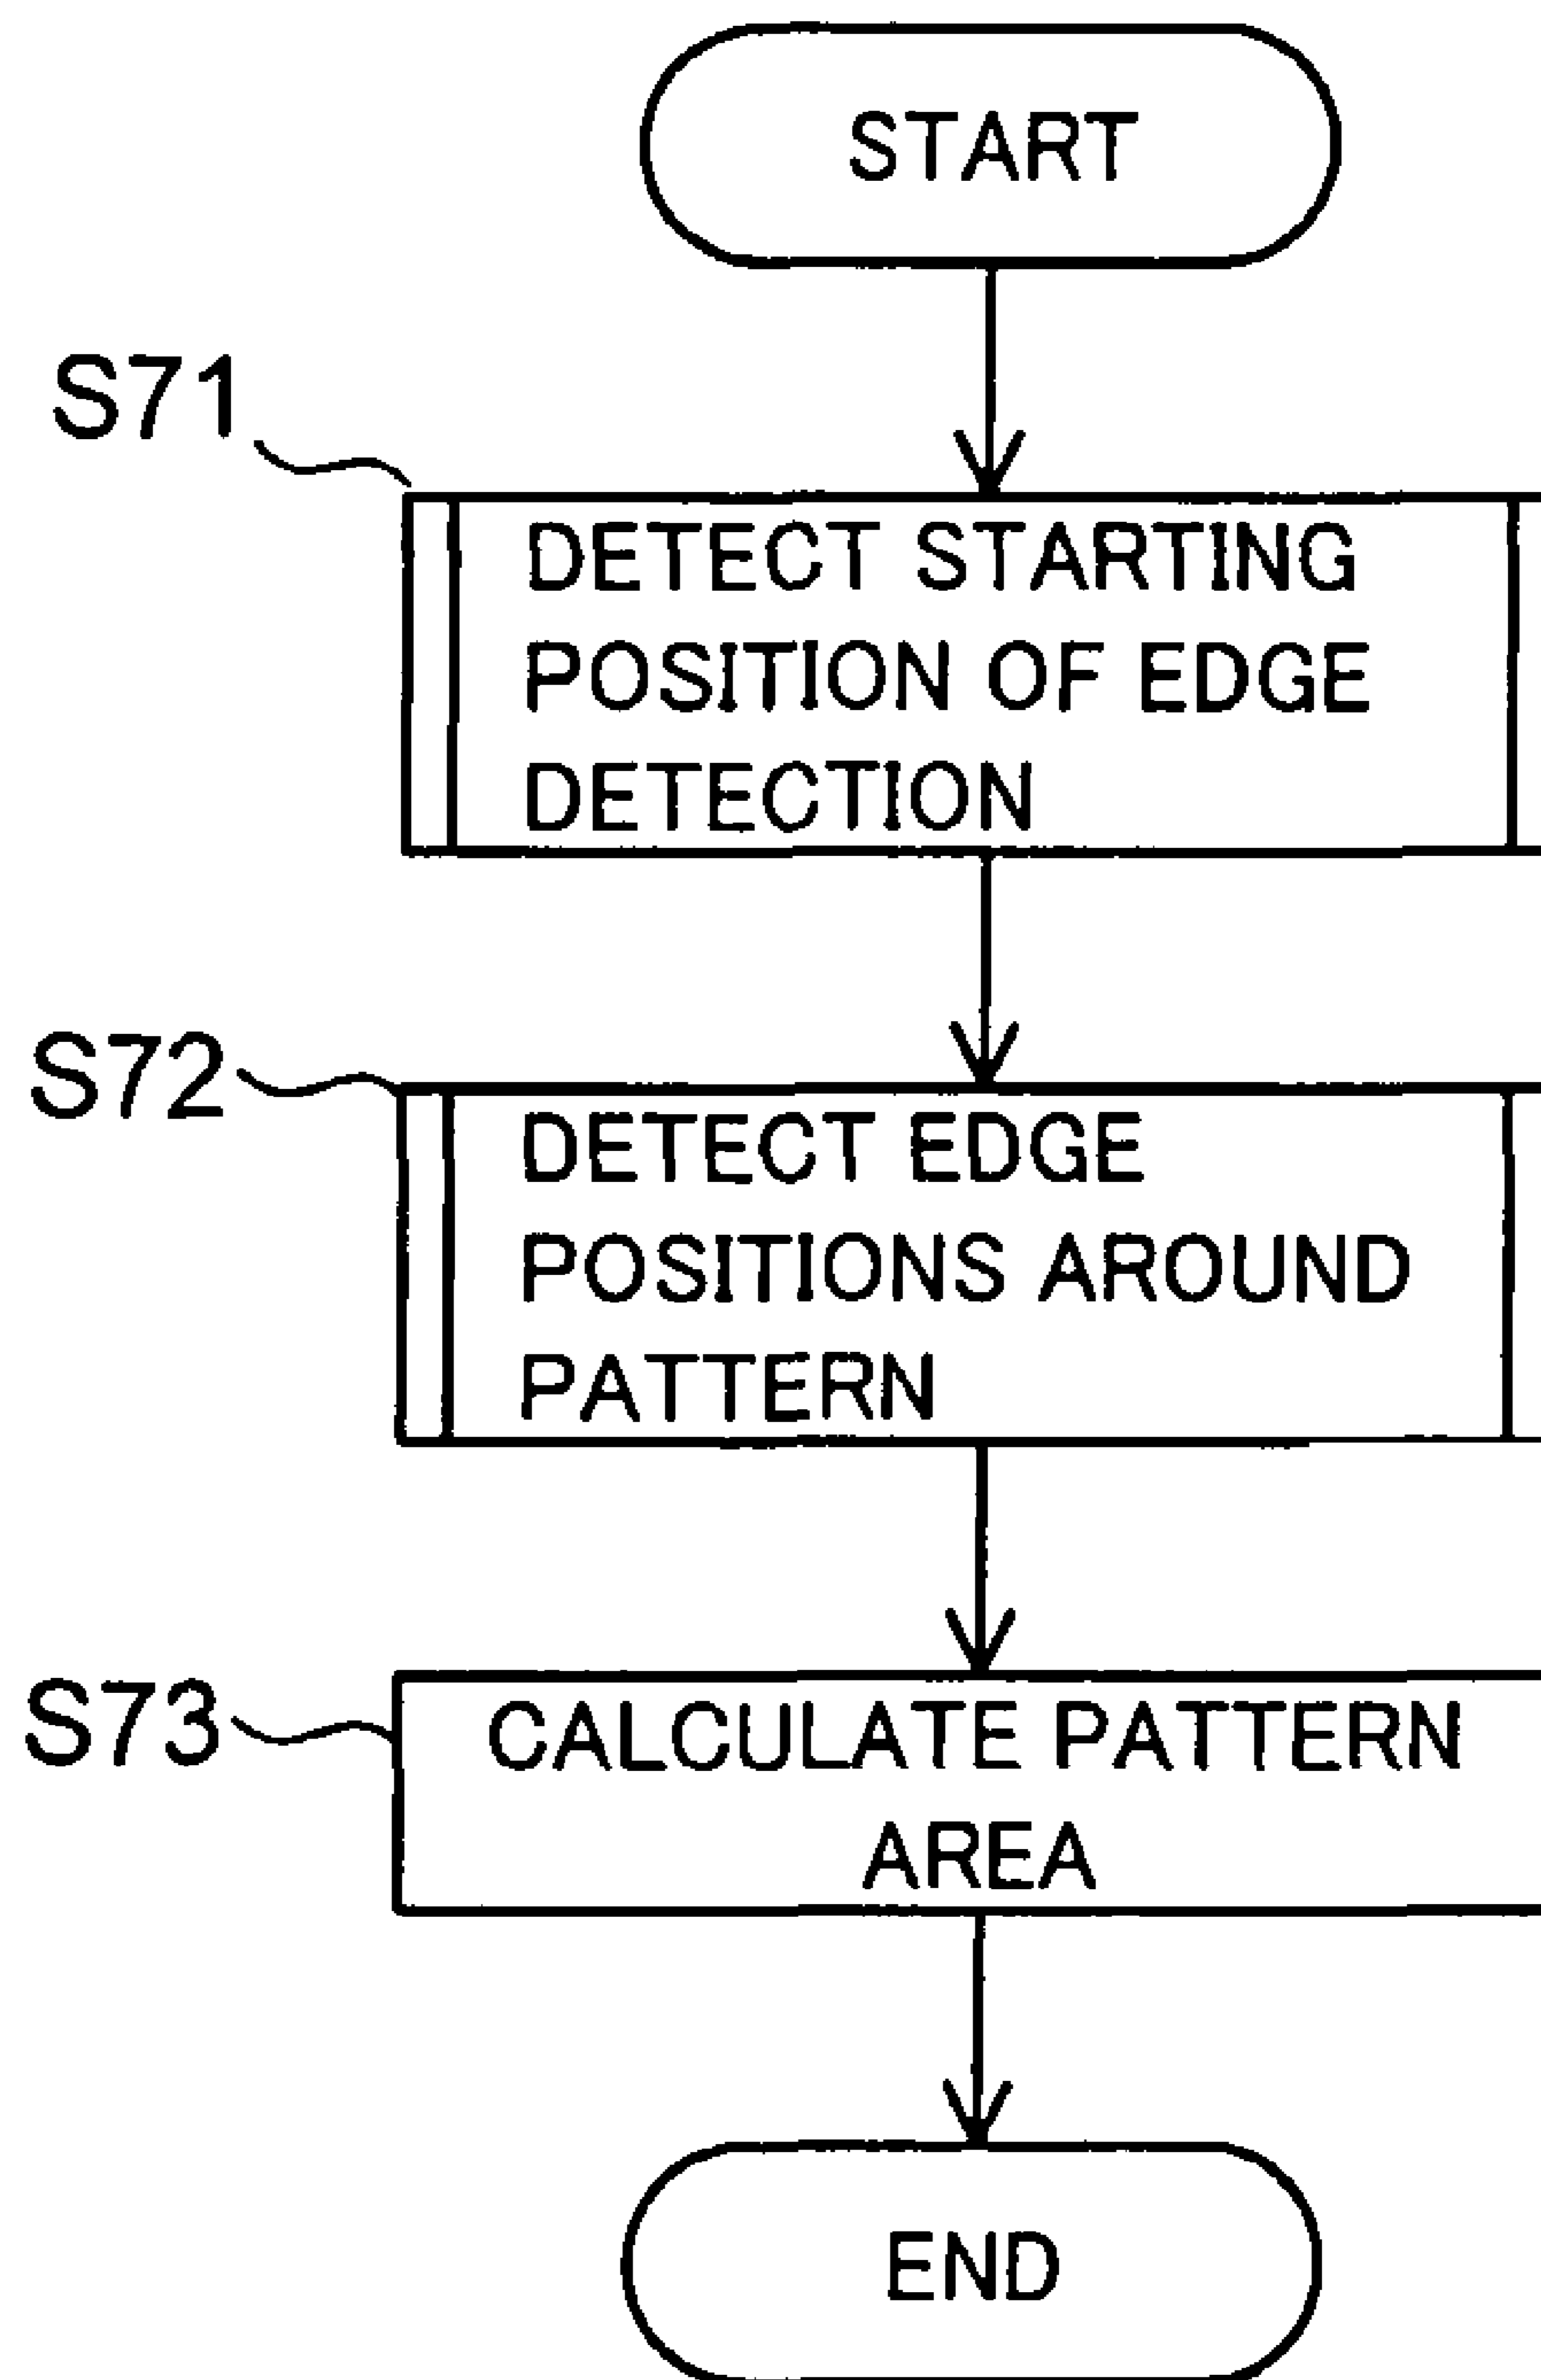 START
S71
DETECT STARTING
POSITION OF EDGE
DETECTION
S72
DETECT EDGE
POSITIONS AROUND
PATTERN
S73
CALCULATE PATTERN
AREA
END